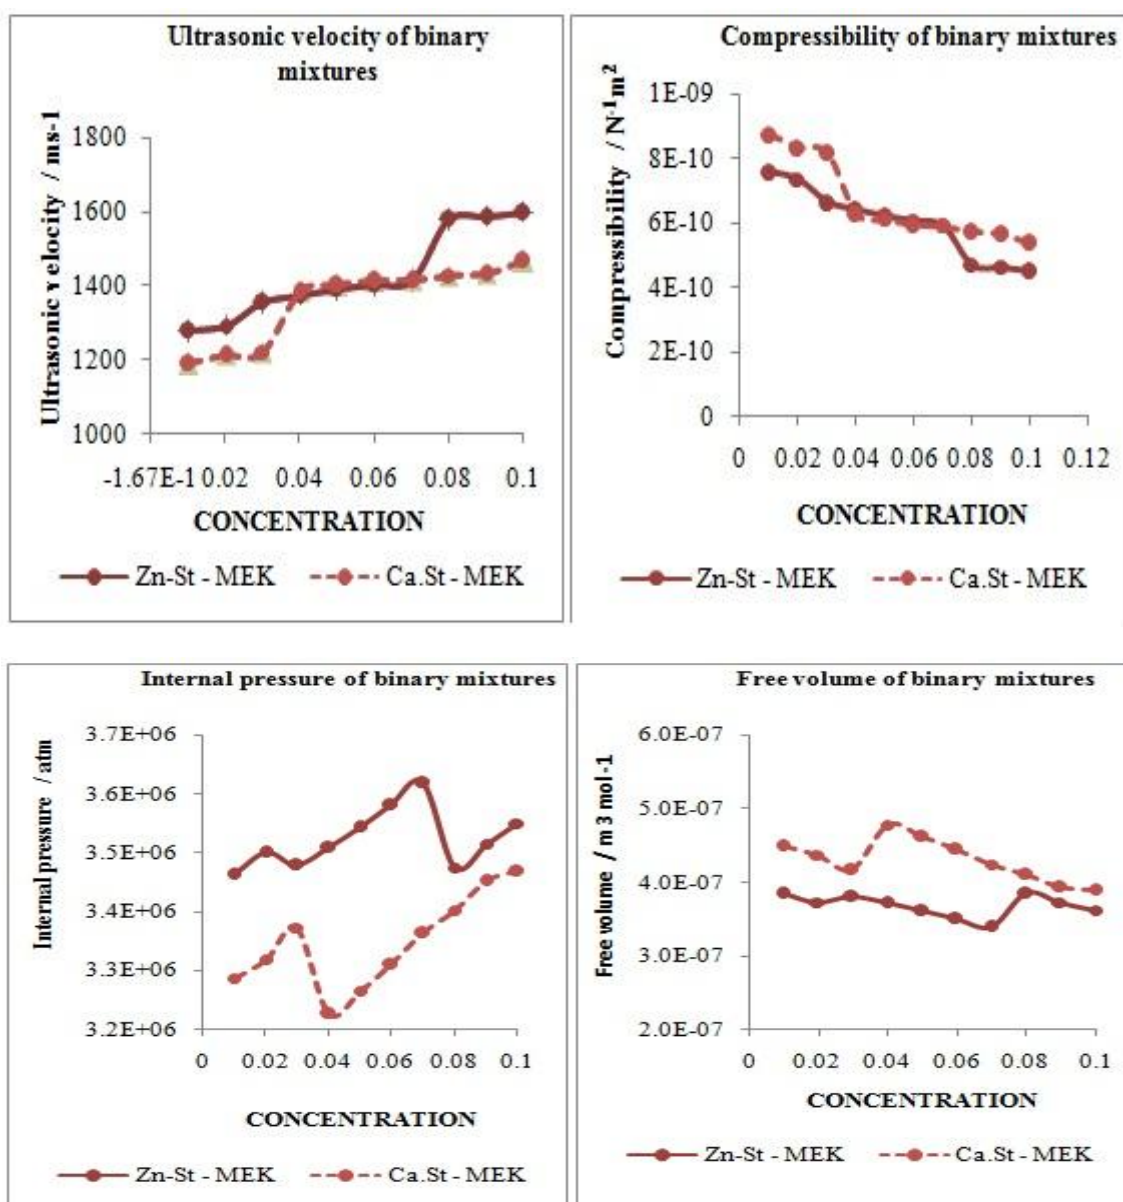 Ultrasonic velocity of binary
mixtures
Ultrasonic velocity / ms-1
1800
1600
1400
1200
1000
-1.67E-1 0.02 0.04 0.06 0.08 0.1
CONCENTRATION
Zn-St - MEK Ca.St - MEK
Compressibility of binary mixtures
Compressibility / N-1m2
1E-09
8E-10
6E-10
4E-10
2E-10
0
0 0.02 0.04 0.06 0.08 0.1 0.12
CONCENTRATION
Zn-St - MEK Ca.St - MEK
Internal pressure of binary mixtures
Internal pressure / atm
3.7E+06
3.6E+06
3.5E+06
3.4E+06
3.3E+06
3.2E+06
0 0.02 0.04 0.06 0.08 0.1
CONCENTRATION
Zn-St - MEK Ca.St - MEK
Free volume of binary mixtures
Free volume / m 3 mol-1
6.0E-07
5.0E-07
4.0E-07
3.0E-07
2.0E-07
0 0.02 0.04 0.06 0.08 0.1
CONCENTRATION
Zn-St - MEK Ca.St - MEK